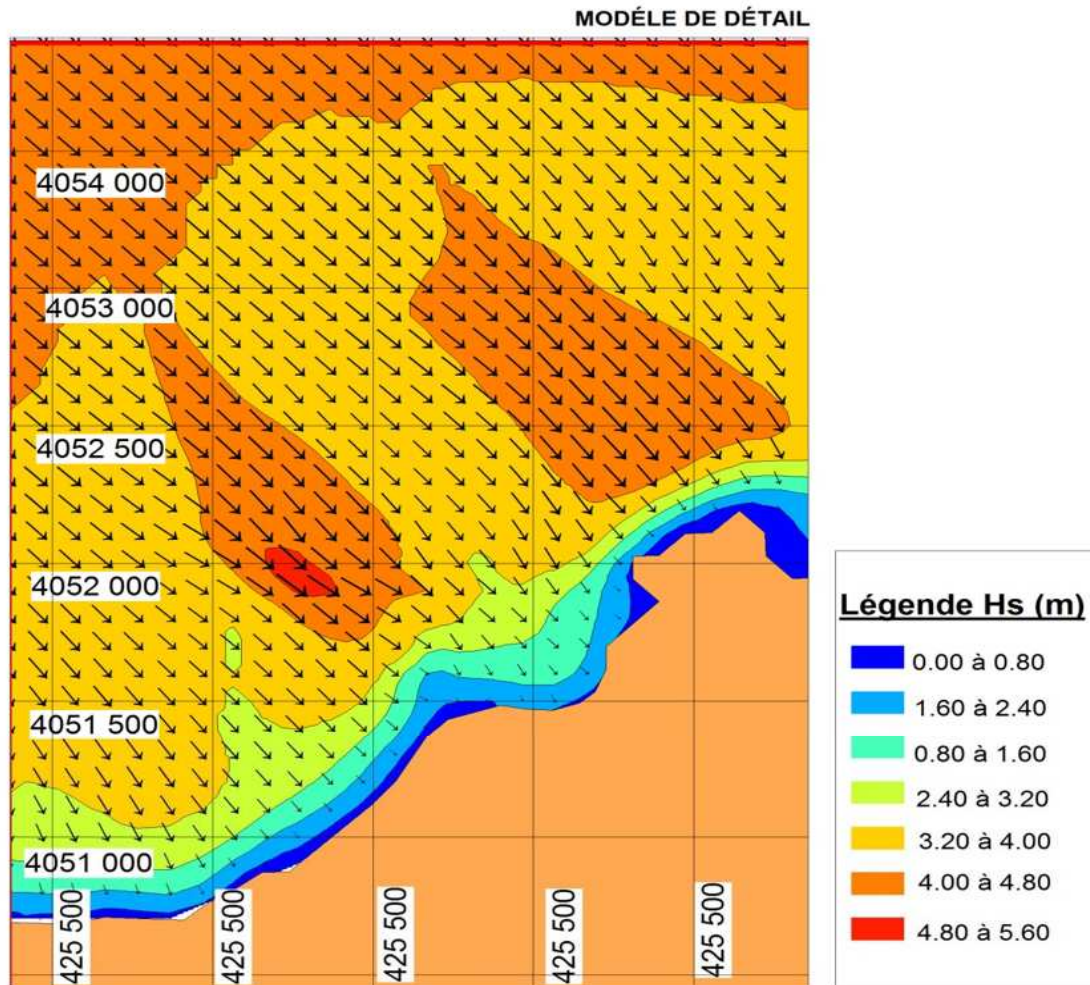 MODÉLE DE DÉTAIL
4054 000
4053 000
4052 500
4052 000
4051 500
4051 000
425 500
425 500
425 500
425 500
425 500
Légende Hs (m)
0.00 à 0.80
1.60 à 2.40
0.80 à 1.60
2.40 à 3.20
3.20 à 4.00
4.00 à 4.80
4.80 à 5.60